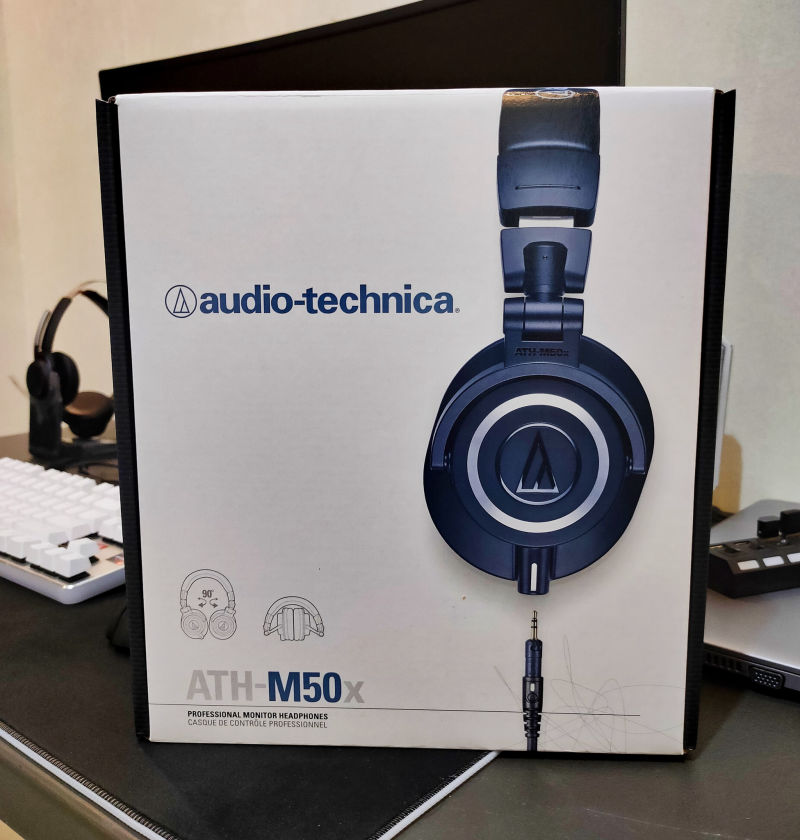 audio-technica®
ATH-M50x
90°
ATH-M50x
PROFESSIONAL MONITOR HEADPHONES
CASQUE DE CONTRÔLE PROFESSIONNEL